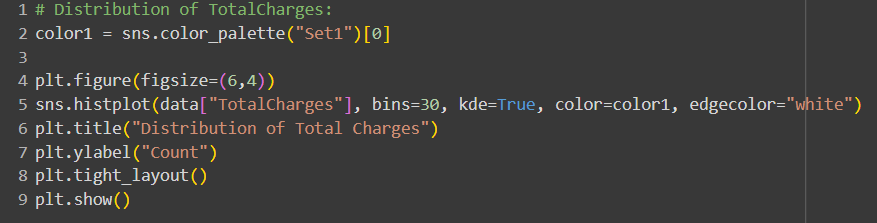 1 # Distribution of TotalCharges:
2 color1 = sns.color_palette("Set1")[0]
3
4 plt.figure(figsize=(6,4))
5 sns.histplot(data["TotalCharges"], bins=30, kde=True, color=color1, edgecolor="white")
6 plt.title("Distribution of Total Charges")
7 plt.ylabel("Count")
8 plt.tight_layout()
9 plt.show()